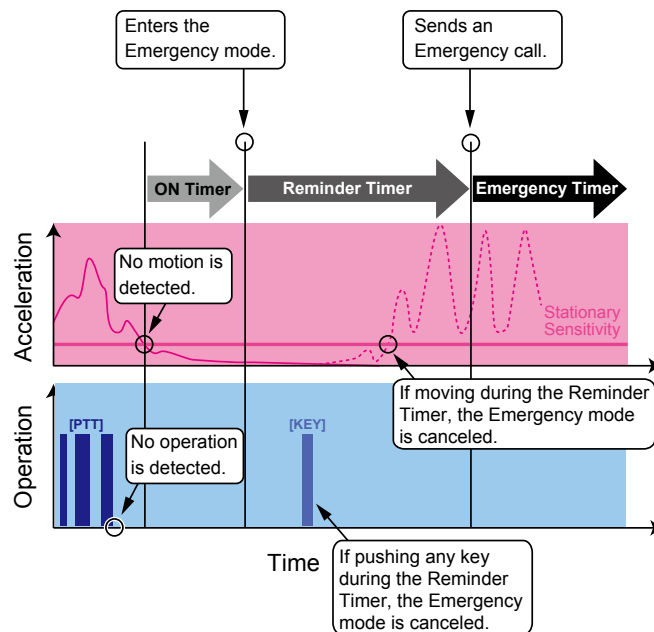 Enters the
Emergency mode.
Sends an
Emergency call.
ON Timer
Reminder Timer
Emergency Timer
Acceleration
No motion is
detected.
Stationary
Sensitivity
If moving during the Reminder
Timer, the Emergency mode
is canceled.
Operation
[PTT]
No operation
is detected.
[KEY]
Time
If pushing any key
during the Reminder
Timer, the Emergency
mode is canceled.